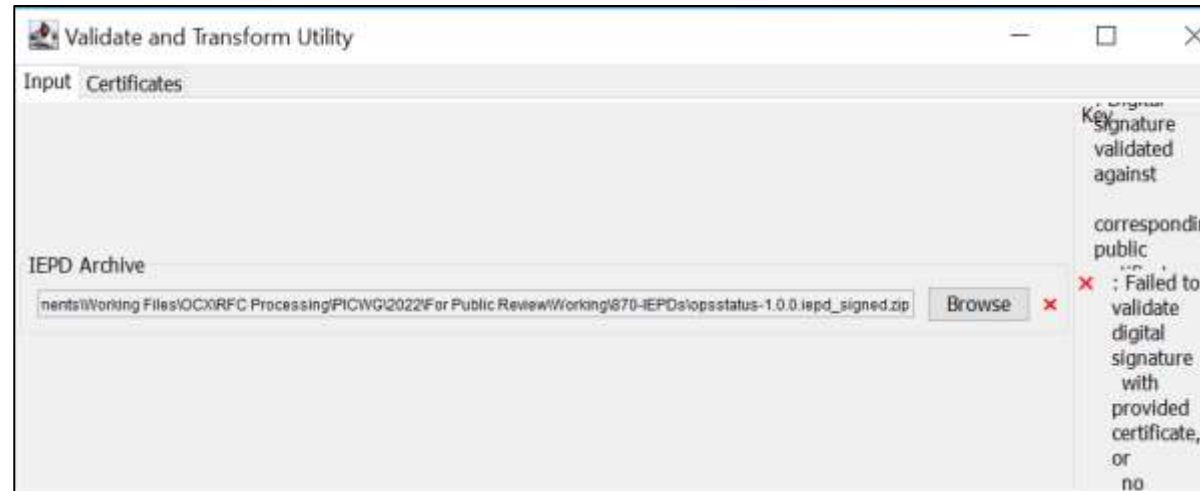 Validate and Transform Utility
Input Certificates
Key
: Digital
signature
validated
against
correspondin
public
IEPD Archive
nents\Working Files\OCX\RFC Processing\PICWG\2022\For Public Review\Working\870-IEPDs\opsstatus-1.0.0.iepd_signed.zip
Browse
: Failed to
validate
digital
signature
with
provided
certificate,
or
no